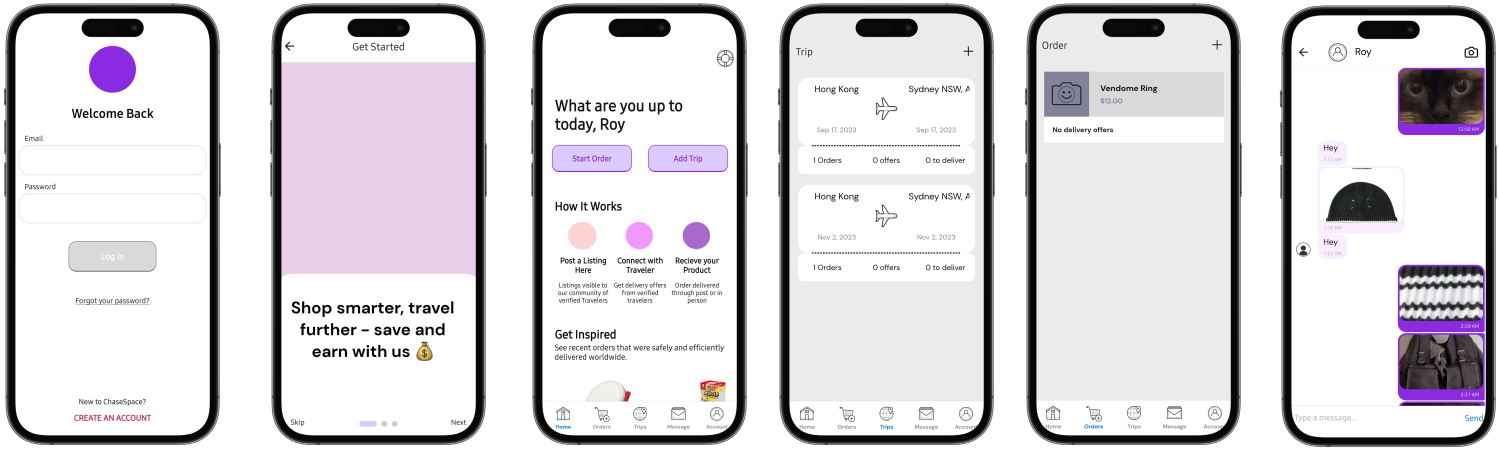 Welcome Back
Email
Password
Log In
Forgot your password?
New to ChaseSpace?
CREATE AN ACCOUNT
Get Started
Shop smarter, travel
further – save and
earn with us 💰
Skip
Next
What are you up to
today, Roy
Start Order
Add Trip
How It Works
Post a Listing
Here
Connect with
Traveler
Recieve your
Product
Listings visible to
our community of
verified Travelers
Get delivery offers
from verified
travelers
Order delivered
through post or in
person
Get Inspired
See recent orders that were safely and efficiently
delivered worldwide.
Home
Orders
Trips
Message
Account
Trip
+
Hong Kong
Sydney NSW, A
Sep 17, 2023
Sep 17, 2023
1 Orders
0 offers
0 to deliver
Hong Kong
Sydney NSW, A
Nov 2, 2023
Nov 2, 2023
1 Orders
0 offers
0 to deliver
Home
Orders
Trips
Message
Accoun
Order
+
Vendome Ring
$12.00
No delivery offers
Home
Orders
Trips
Message
Accou
Roy
12:50 AM
Hey
1:12 AM
1:16 AM
Hey
1:22 AM
2:20 AM
2:21 AM
Type a message...
Send